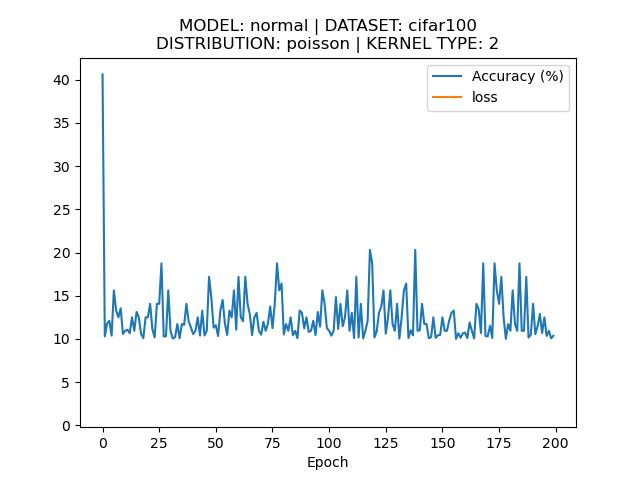 MODEL: normal | DATASET: cifar100
DISTRIBUTION: poisson | KERNEL TYPE: 2
Accuracy (%)
loss
40
35
30
25
20
15
10
5
0
0 25 50 75 100 125 150 175 200
Epoch